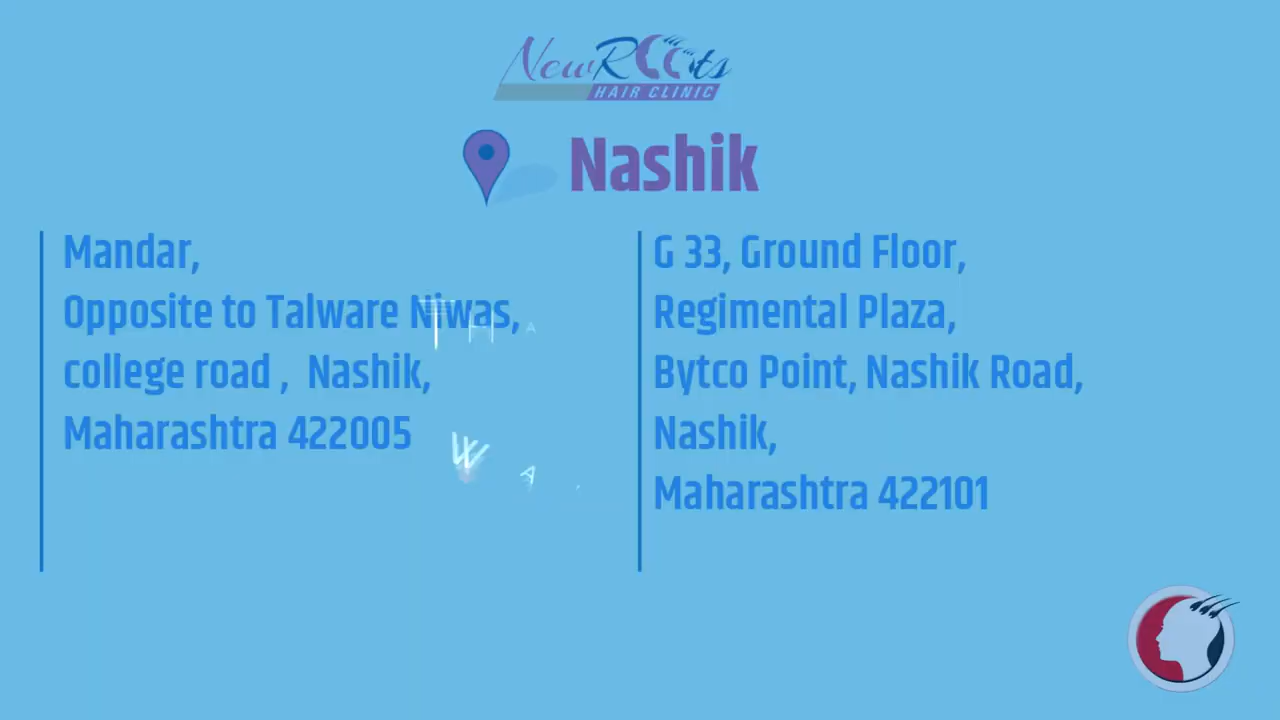 NewRoots
HAIR CLINIC
Nashik
Mandar,
Opposite to Talware Niwas,
college road , Nashik,
Maharashtra 422005
G 33, Ground Floor,
Regimental Plaza,
Bytco Point, Nashik Road,
Nashik,
Maharashtra 422101
T H A
W A